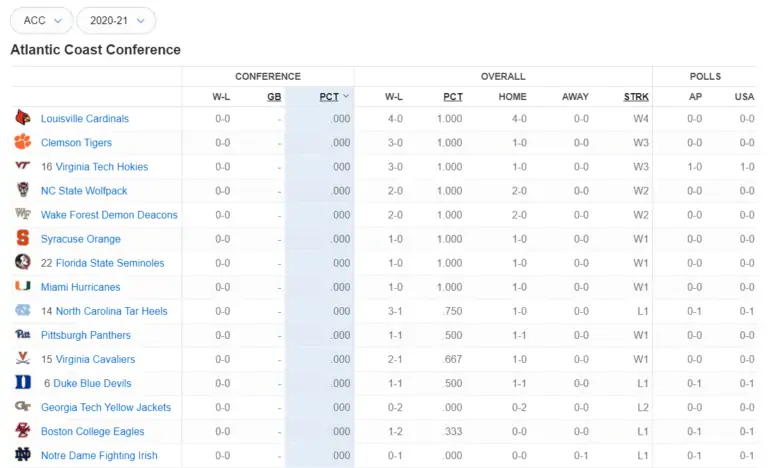 ACC 2020-21
Atlantic Coast Conference
CONFERENCE OVERALL POLLS
W-L GB PCT W-L PCT HOME AWAY STRK AP USA
Louisville Cardinals 0-0 - .000 4-0 1.000 4-0 0-0 W4 0-0 0-0
Clemson Tigers 0-0 - .000 3-0 1.000 1-0 0-0 W3 0-0 0-0
VT 16 Virginia Tech Hokies 0-0 - .000 3-0 1.000 1-0 0-0 W3 1-0 1-0
NC State Wolfpack 0-0 - .000 2-0 1.000 2-0 0-0 W2 0-0 0-0
WF Wake Forest Demon Deacons 0-0 - .000 2-0 1.000 2-0 0-0 W2 0-0 0-0
S Syracuse Orange 0-0 - .000 1-0 1.000 1-0 0-0 W1 0-0 0-0
22 Florida State Seminoles 0-0 - .000 1-0 1.000 1-0 0-0 W1 0-0 0-0
U Miami Hurricanes 0-0 - .000 1-0 1.000 1-0 0-0 W1 0-0 0-0
NC 14 North Carolina Tar Heels 0-0 - .000 3-1 .750 1-0 0-0 L1 0-1 0-1
Pitt Pittsburgh Panthers 0-0 - .000 1-1 .500 1-1 0-0 W1 0-0 0-0
V 15 Virginia Cavaliers 0-0 - .000 2-1 .667 1-0 0-0 W1 0-0 0-0
D 6 Duke Blue Devils 0-0 - .000 1-1 .500 1-1 0-0 L1 0-1 0-1
GT Georgia Tech Yellow Jackets 0-0 - .000 0-2 .000 0-2 0-0 L2 0-0 0-0
BC Boston College Eagles 0-0 - .000 1-2 .333 0-0 0-0 L1 0-1 0-1
ND Notre Dame Fighting Irish 0-0 - .000 0-1 .000 0-0 0-1 L1 0-1 0-1